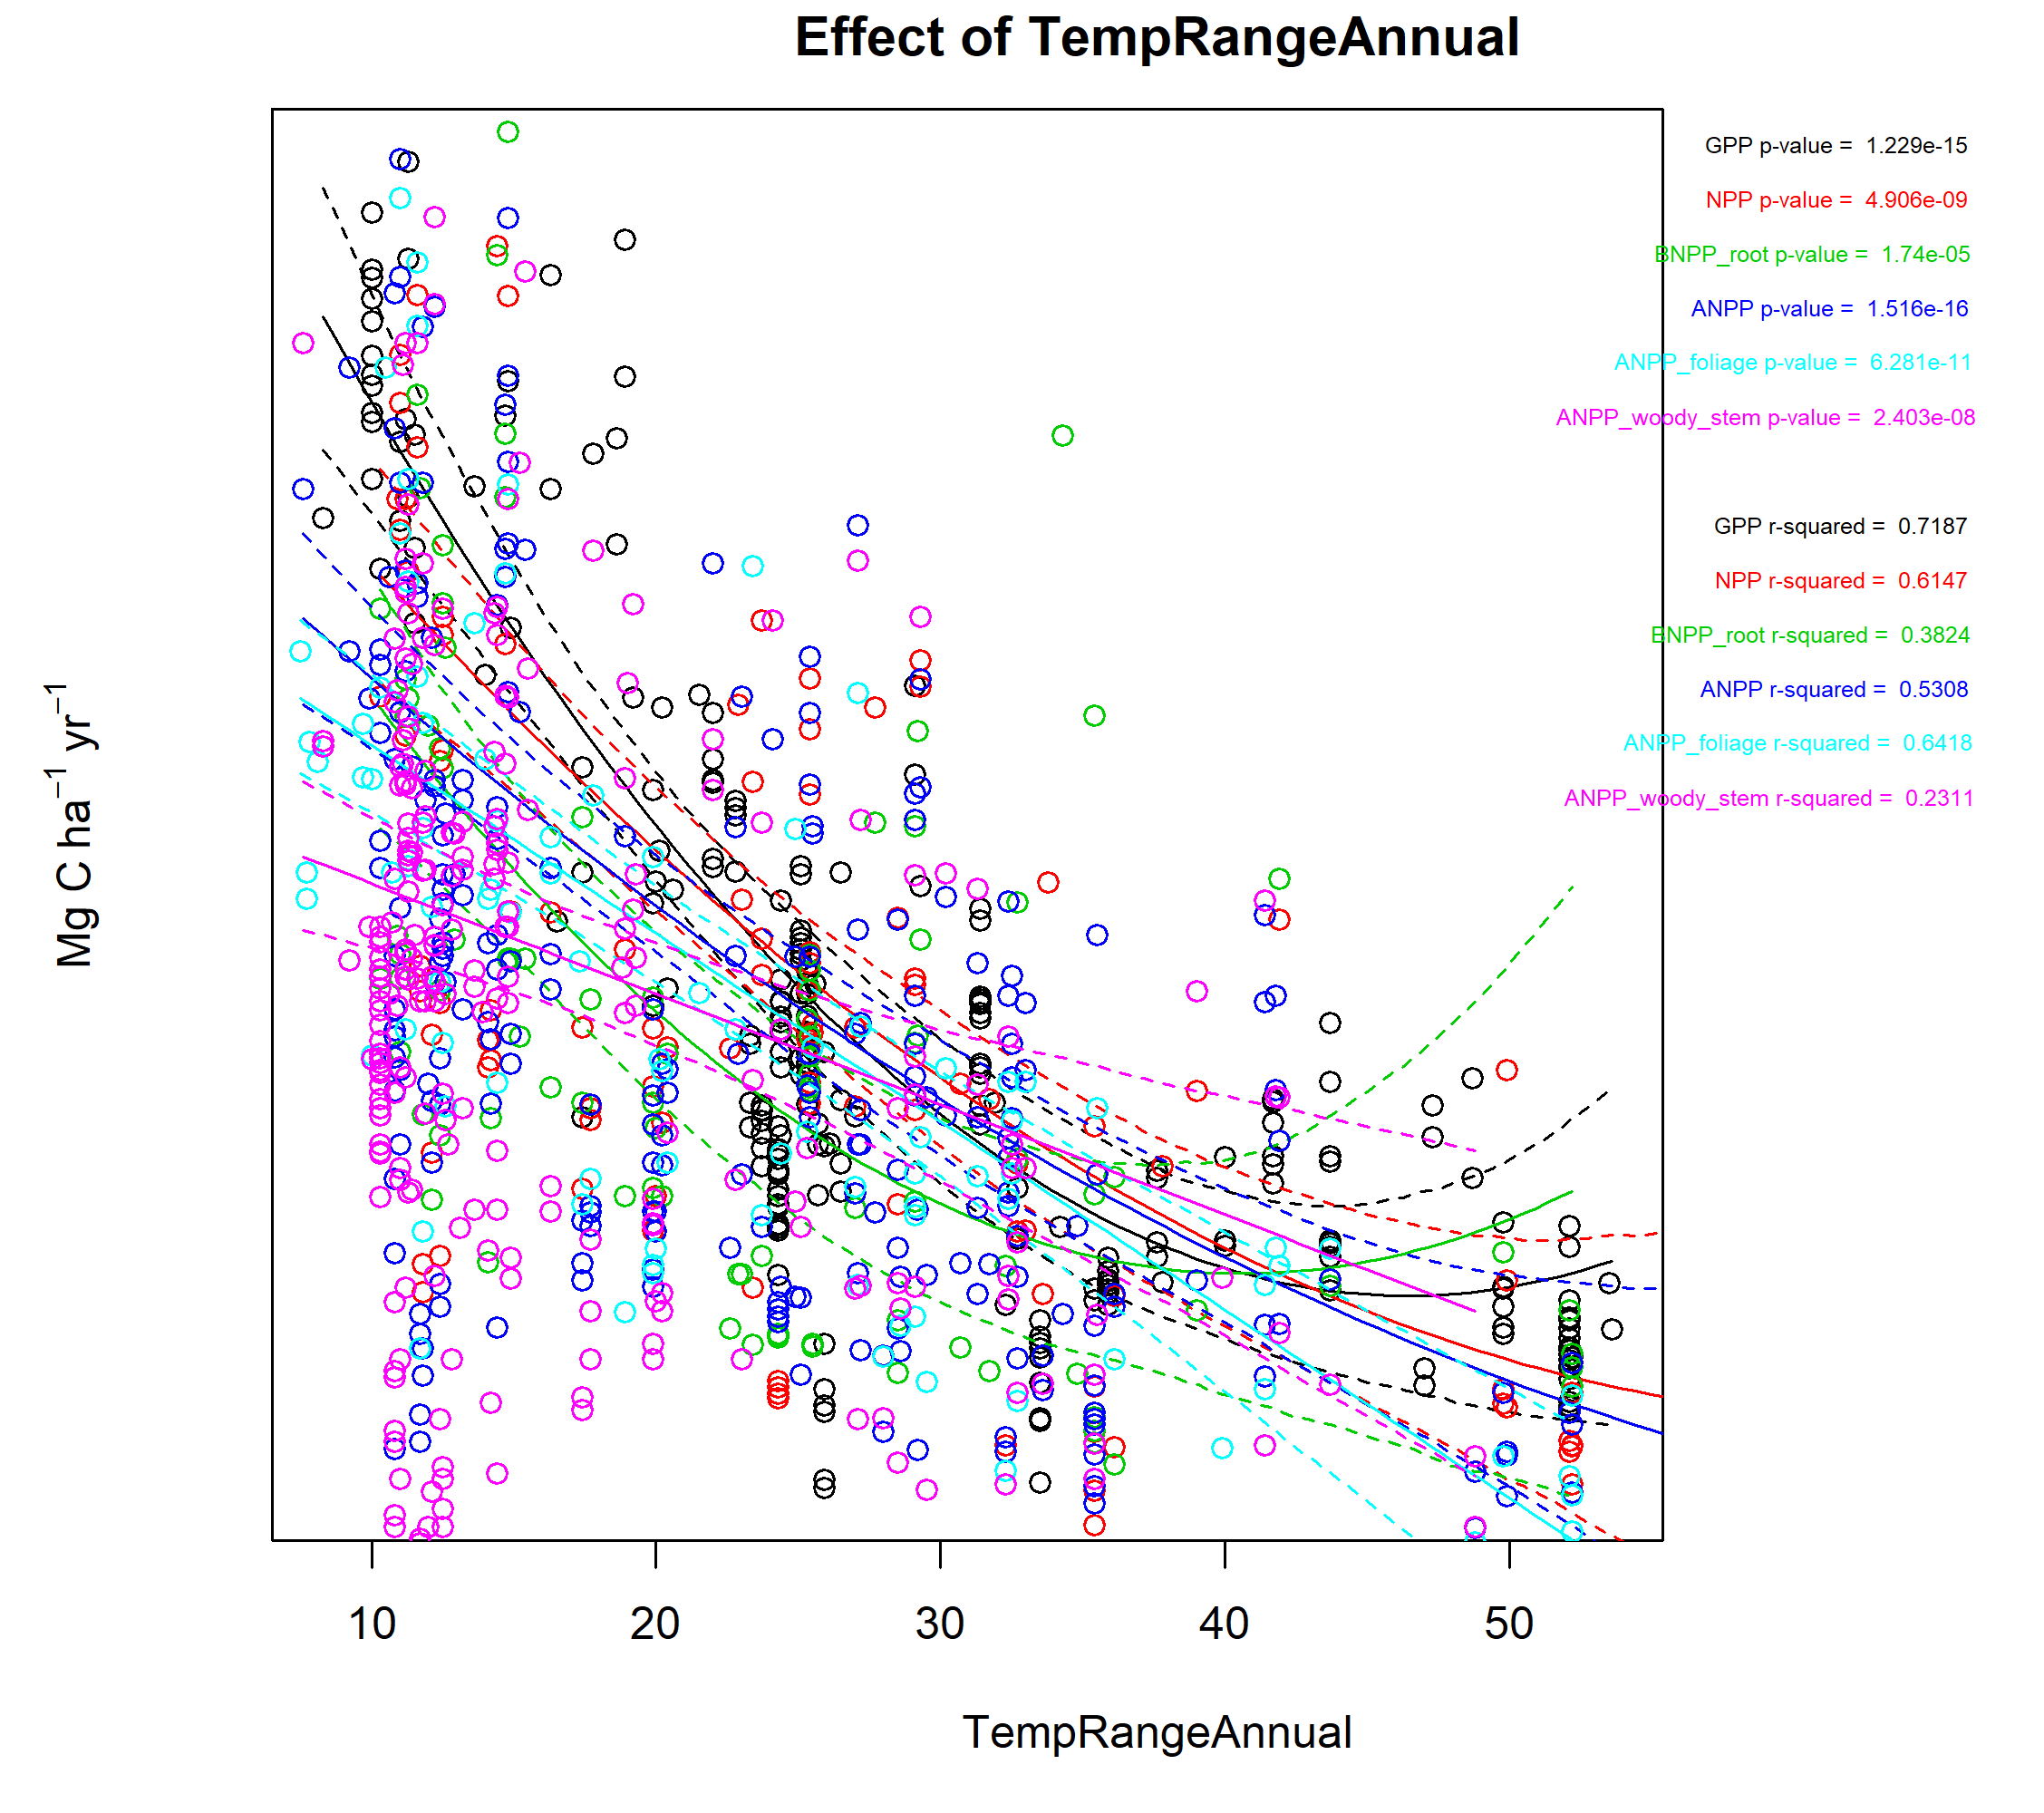 Effect of TempRangeAnnual
GPP p-value = 1.229e-15
NPP p-value = 4.906e-09
BNPP_root p-value = 1.74e-05
ANPP p-value = 1.516e-16
ANPP_foliage p-value = 6.281e-11
ANPP_woody_stem p-value = 2.403e-08
GPP r-squared = 0.7187
NPP r-squared = 0.6147
BNPP_root r-squared = 0.3824
ANPP r-squared = 0.5308
ANPP_foliage r-squared = 0.6418
ANPP_woody_stem r-squared = 0.2311
Mg C ha⁻¹ yr⁻¹
10 20 30 40 50
TempRangeAnnual